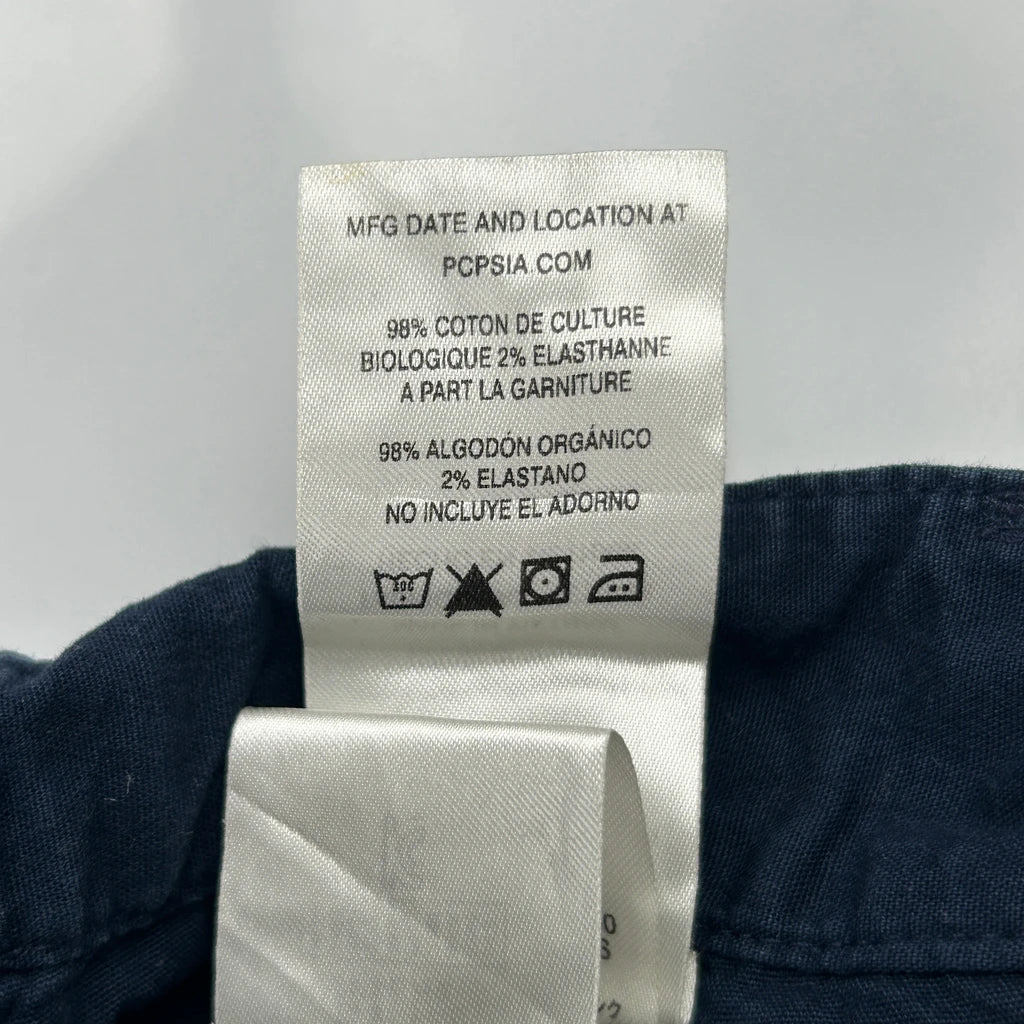 MFG DATE AND LOCATION AT
PCPSIA.COM
98% COTON DE CULTURE
BIOLOGIQUE 2% ELASTHANNE
A PART LA GARNITURE
98% ALGODÓN ORGÁNICO
2% ELASTANO
NO INCLUYE EL ADORNO